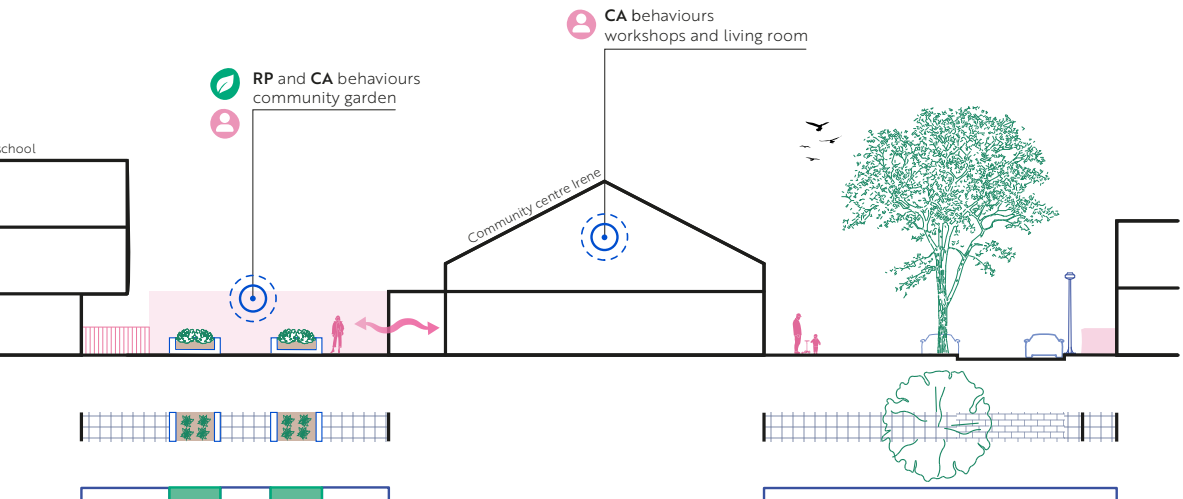 CA behaviours
workshops and living room
RP and CA behaviours
community garden
school
Community centre Irene